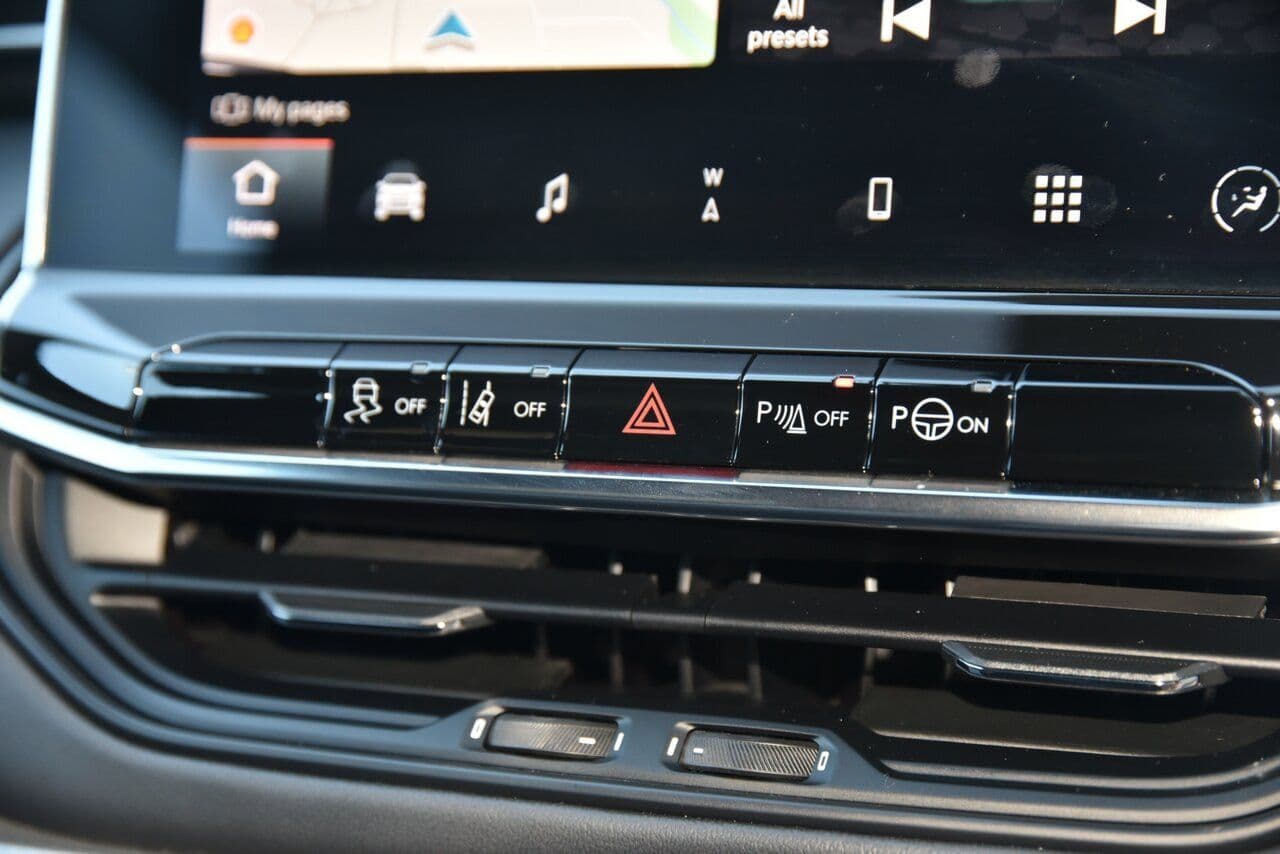 All
presets
My pages
W
Home
OFF
OFF
P OFF
P ON